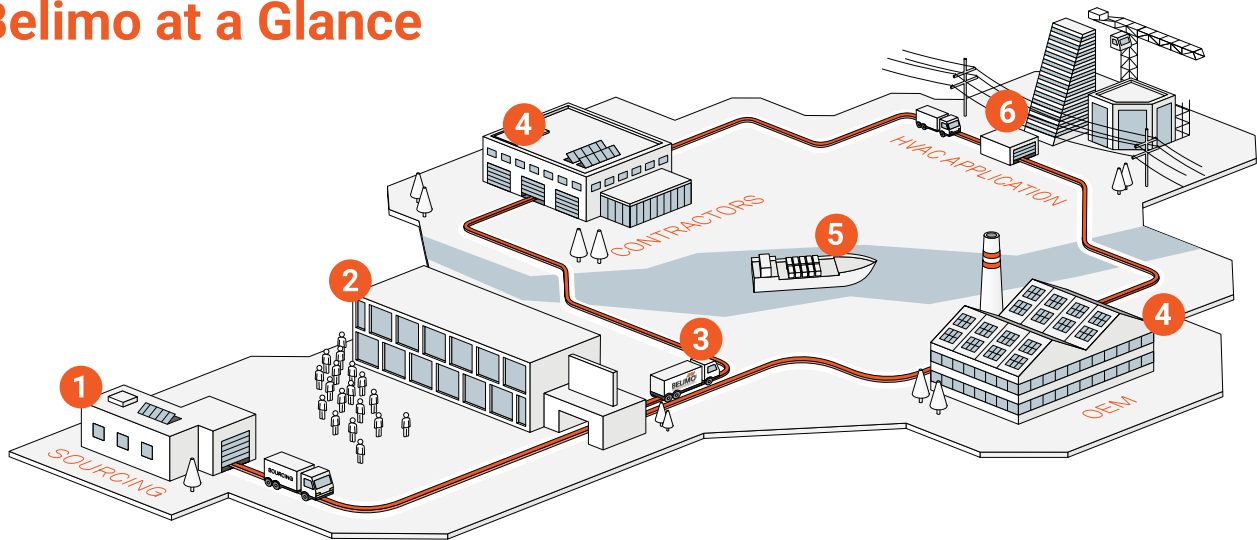 Belimo at a Glance
6
4
HVAC APPLICATION
CONTRACTORS
5
2
4
3
BELIMO
1
OEM
SOURCING
SOURCING